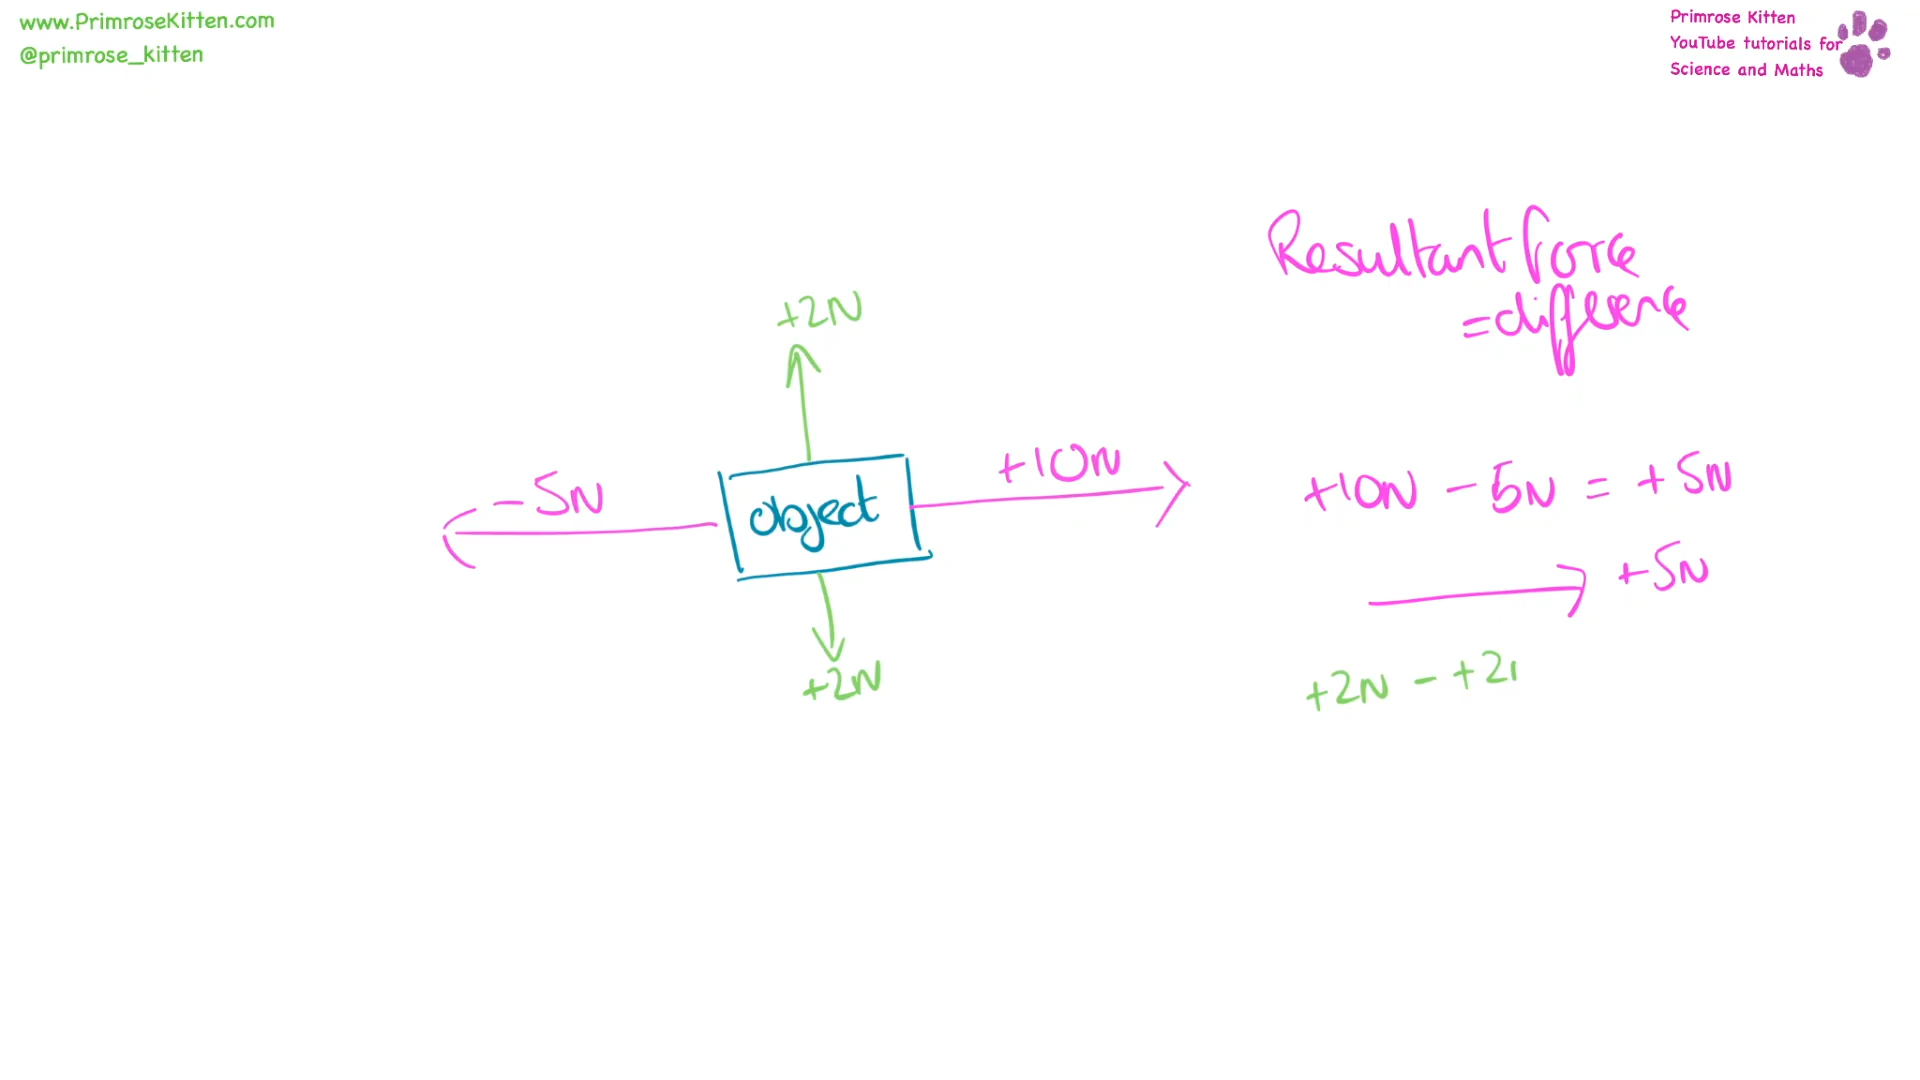 www.PrimroseKitten.com
@primrose_kitten
Primrose Kitten
YouTube tutorials for
Science and Maths
Resultant force
=difference
+2N
-5N
object
+10N
+10N - 5N = +5N
+5N
+2N
+2N - +2